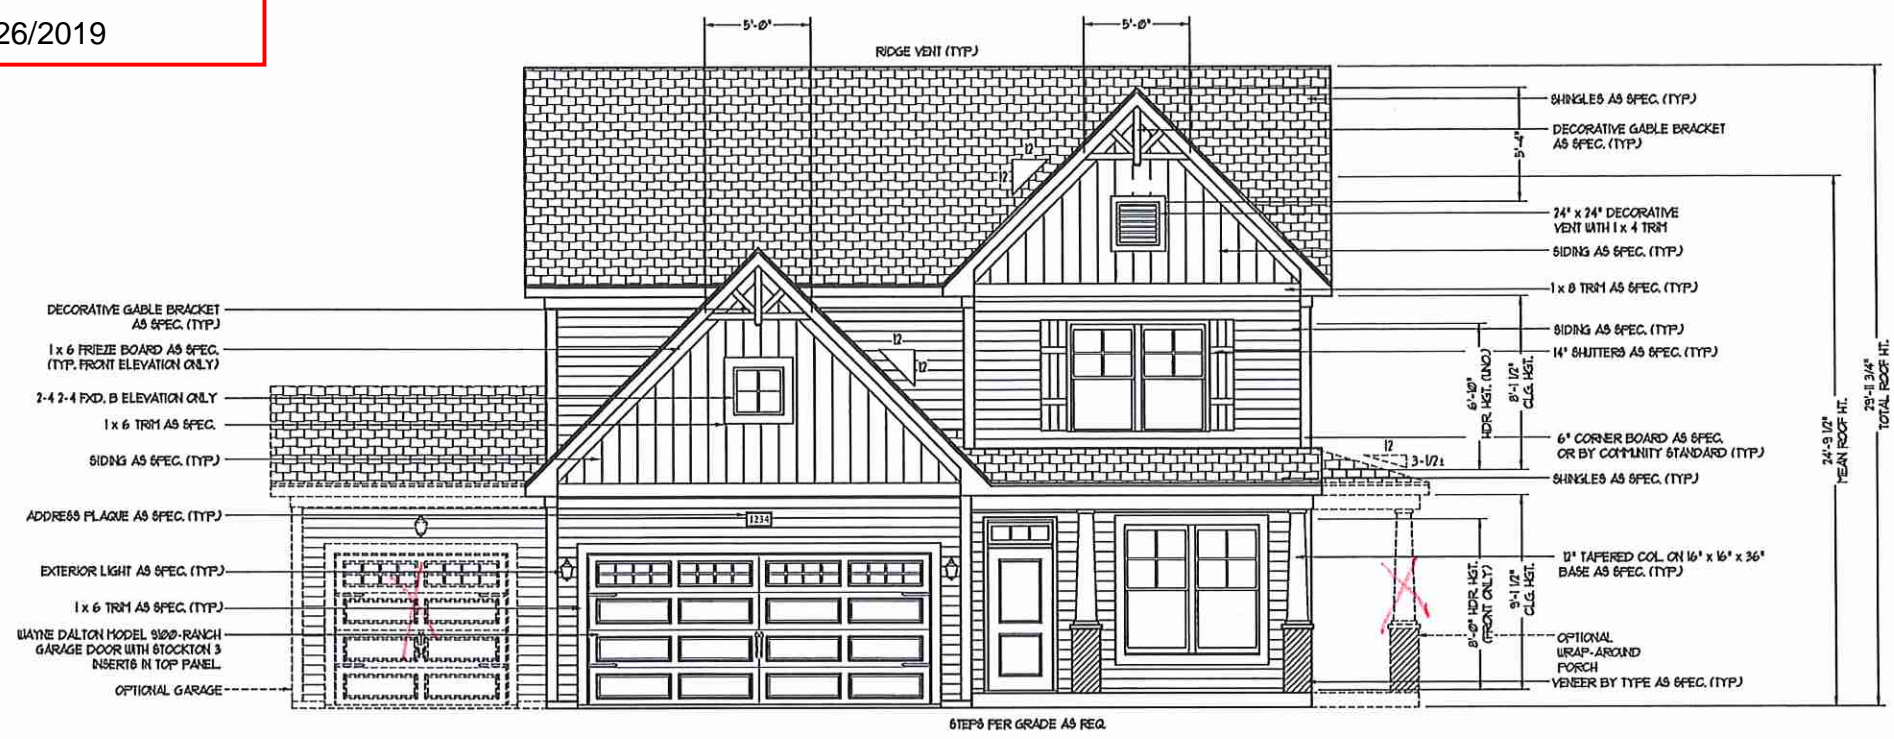 26/2019
5'-0"
5'-0"
RIDGE VENT (TYP.)
SHINGLES AS SPEC. (TYP.)
DECORATIVE GABLE BRACKET
AS SPEC. (TYP.)
5'-4"
12
12
24" x 24" DECORATIVE
VENT WITH 1 x 4 TRIM
SIDING AS SPEC. (TYP.)
1 x 8 TRIM AS SPEC. (TYP.)
SIDING AS SPEC. (TYP.)
14" SHUTTERS AS SPEC. (TYP.)
6'-10"
HDR. HGT. (UNO)
8'-1 1/2"
CLG. HGT.
24'-9 1/2"
MEAN ROOF HT.
29'-11 3/4"
TOTAL ROOF HT.
6" CORNER BOARD AS SPEC.
OR BY COMMUNITY STANDARD (TYP.)
12
3-1/2±
SHINGLES AS SPEC. (TYP.)
12" TAPERED COL. ON 16" x 16" x 36"
BASE AS SPEC. (TYP.)
8'-0" HDR. HGT.
(FRONT ONLY)
9'-1 1/2"
CLG. HGT.
OPTIONAL
WRAP-AROUND
PORCH
VENEER BY TYPE AS SPEC. (TYP.)
DECORATIVE GABLE BRACKET
AS SPEC. (TYP.)
1 x 6 FRIEZE BOARD AS SPEC.
(TYP. FRONT ELEVATION ONLY)
12
12
2-4 2-4 FXD. B ELEVATION ONLY
1 x 6 TRIM AS SPEC.
SIDING AS SPEC. (TYP.)
ADDRESS PLAQUE AS SPEC. (TYP.)
1234
EXTERIOR LIGHT AS SPEC. (TYP.)
1 x 6 TRIM AS SPEC. (TYP.)
WAYNE DALTON MODEL 9100-RANCH
GARAGE DOOR WITH STOCKTON 3
INSERTS IN TOP PANEL.
OPTIONAL GARAGE
STEPS PER GRADE AS REQ.